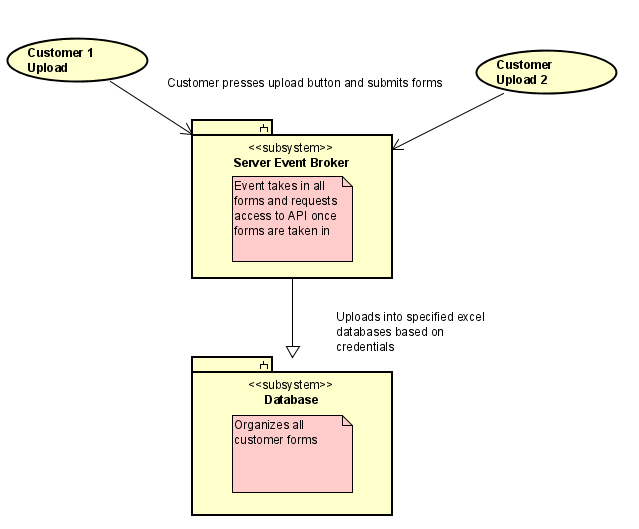 Customer 1
Upload
Customer
Upload 2
Customer presses upload button and submits forms
<<subsystem>>
Server Event Broker
Event takes in all
forms and requests
access to API once
forms are taken in
Uploads into specified excel
databases based on
credentials
<<subsystem>>
Database
Organizes all
customer forms